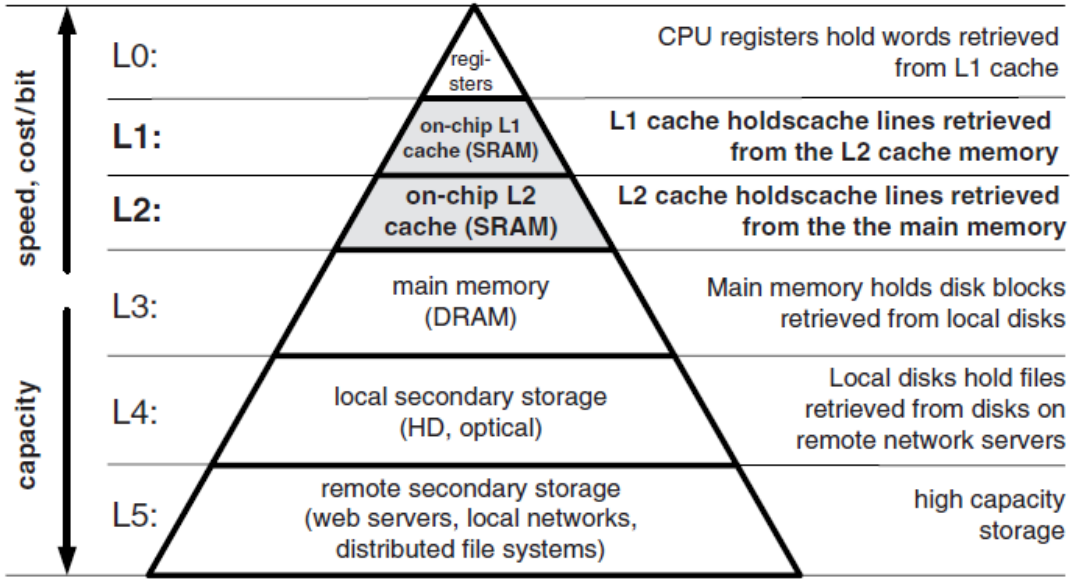 speed, cost/bit
capacity
L0:
regi-
sters
CPU registers hold words retrieved
from L1 cache
L1:
on-chip L1
cache (SRAM)
L1 cache holdscache lines retrieved
from the L2 cache memory
L2:
on-chip L2
cache (SRAM)
L2 cache holdscache lines retrieved
from the the main memory
L3:
main memory
(DRAM)
Main memory holds disk blocks
retrieved from local disks
L4:
local secondary storage
(HD, optical)
Local disks hold files
retrieved from disks on
remote network servers
L5:
remote secondary storage
(web servers, local networks,
distributed file systems)
high capacity
storage